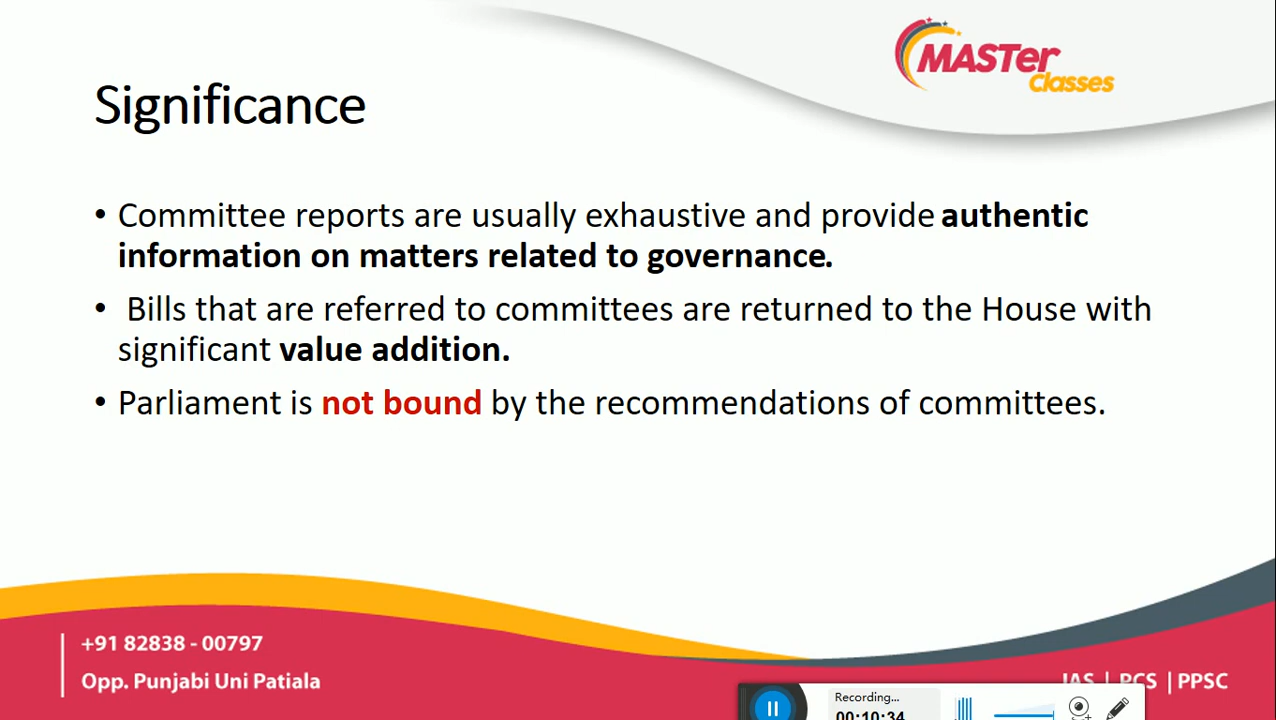 MASTer
Classes
Significance
• Committee reports are usually exhaustive and provide authentic
information on matters related to governance.
• Bills that are referred to committees are returned to the House with
significant value addition.
• Parliament is not bound by the recommendations of committees.
+91 82838 - 00797
Opp. Punjabi Uni Patiala
IAS | PCS | PPSC
Recording...
00:10:34